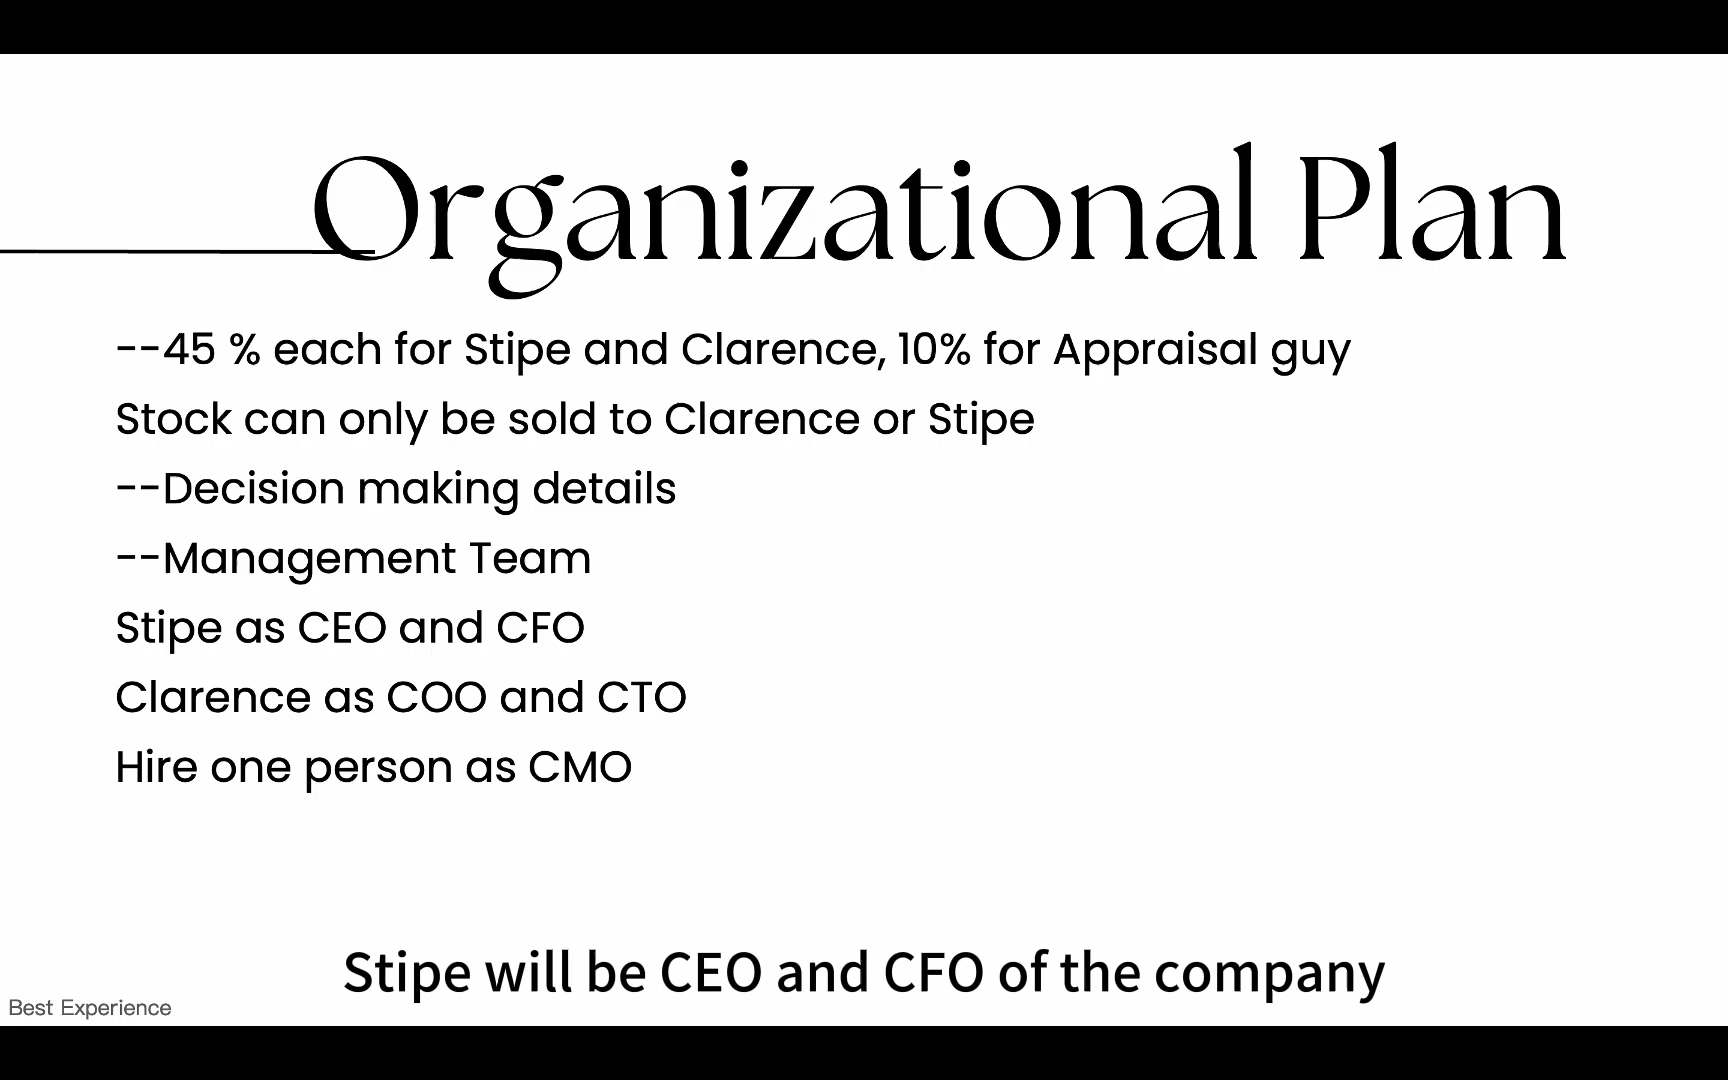 Organizational Plan
--45 % each for Stipe and Clarence, 10% for Appraisal guy
Stock can only be sold to Clarence or Stipe
--Decision making details
--Management Team
Stipe as CEO and CFO
Clarence as COO and CTO
Hire one person as CMO
Stipe will be CEO and CFO of the company
Best Experience